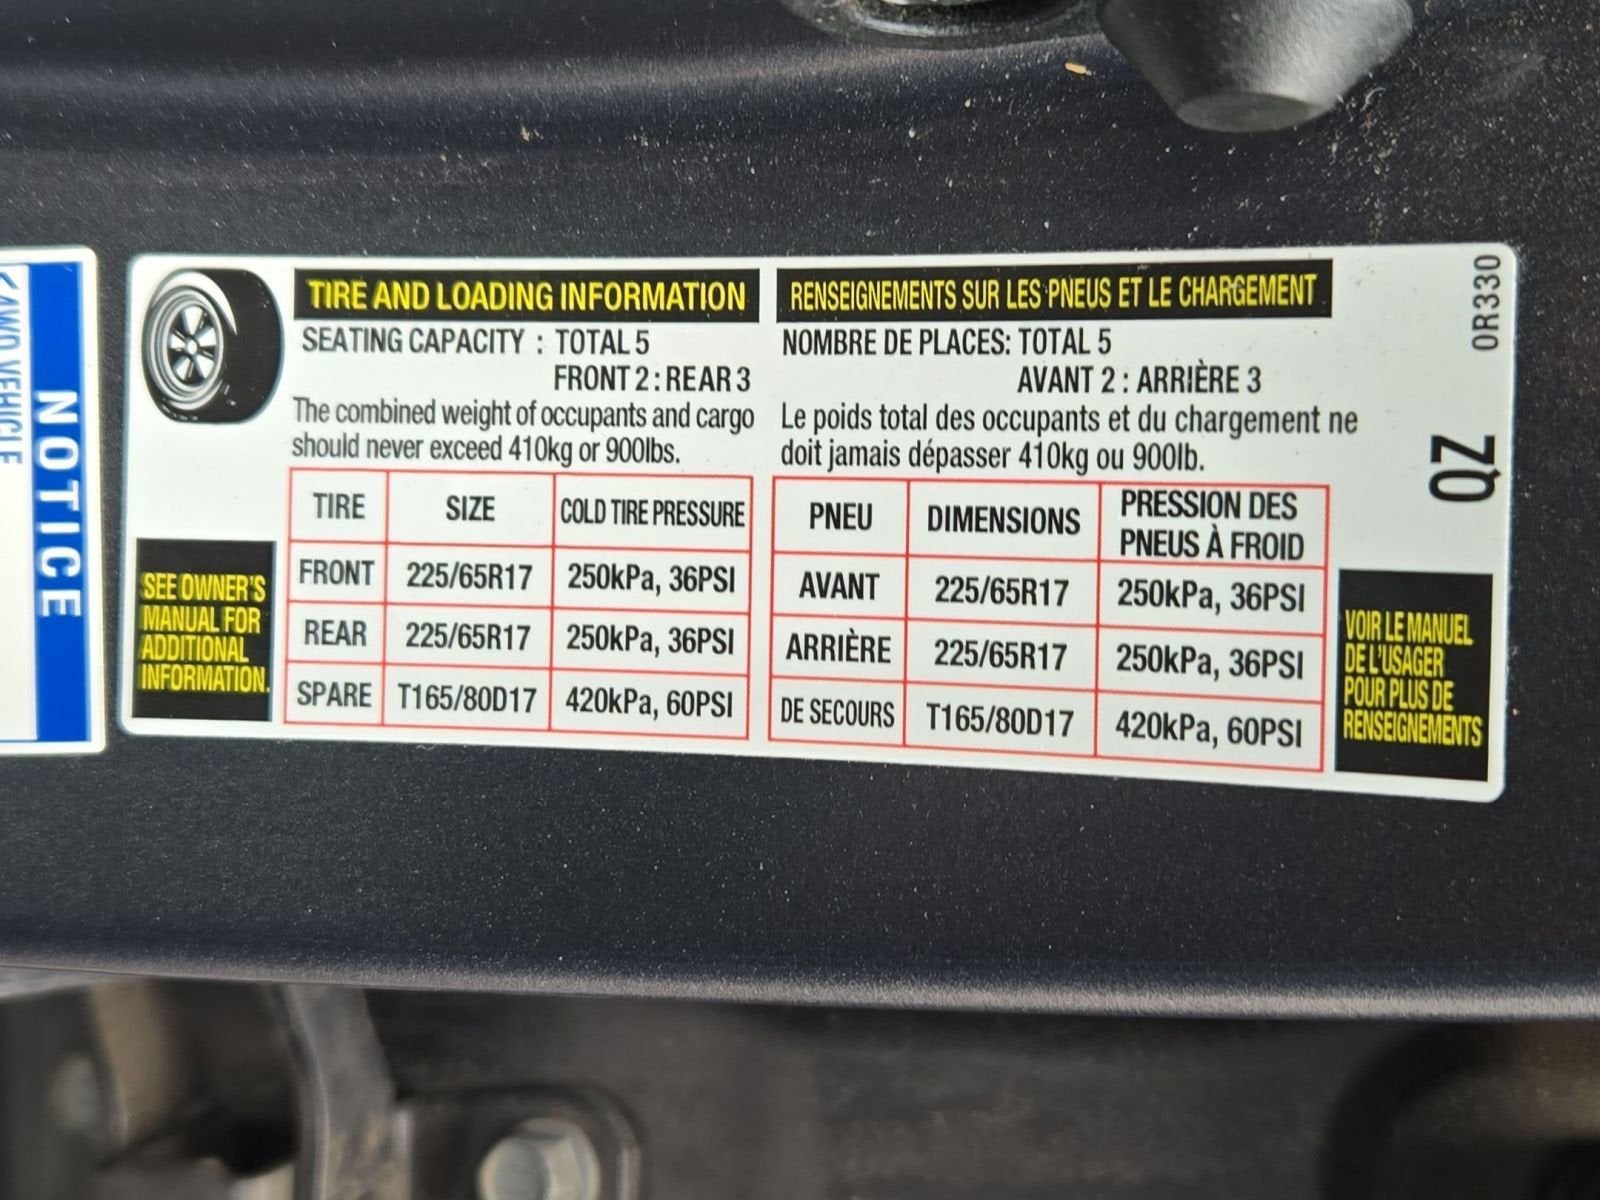 <4WD VEHICLE
NOTICE
TIRE AND LOADING INFORMATION
SEATING CAPACITY : TOTAL 5
FRONT 2 : REAR 3
The combined weight of occupants and cargo
should never exceed 410kg or 900lbs.
TIRE SIZE COLD TIRE PRESSURE
FRONT 225/65R17 250kPa, 36PSI
REAR 225/65R17 250kPa, 36PSI
SPARE T165/80D17 420kPa, 60PSI
SEE OWNER'S
MANUAL FOR
ADDITIONAL
INFORMATION.
RENSEIGNEMENTS SUR LES PNEUS ET LE CHARGEMENT
NOMBRE DE PLACES: TOTAL 5
AVANT 2 : ARRIÈRE 3
Le poids total des occupants et du chargement ne
doit jamais dépasser 410kg ou 900lb.
PNEU DIMENSIONS PRESSION DES
PNEUS À FROID
AVANT 225/65R17 250kPa, 36PSI
ARRIÈRE 225/65R17 250kPa, 36PSI
DE SECOURS T165/80D17 420kPa, 60PSI
VOIR LE MANUEL
DE L'USAGER
POUR PLUS DE
RENSEIGNEMENTS
0R330
ZQ